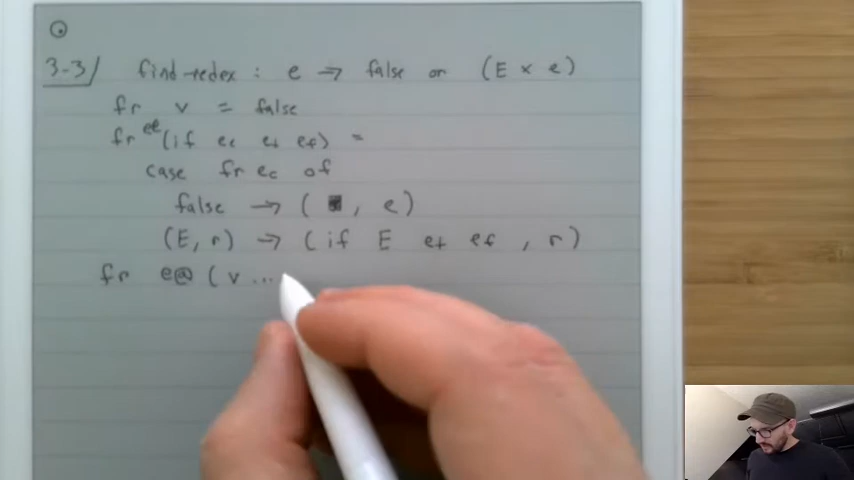 3-3/ find-redex : e → false or (E × e)
fr v = false
fr e@(if ec et ef) =
case fr ec of
false → (■, e)
(E, r) → (if E et ef, r)
fr e@(v ...